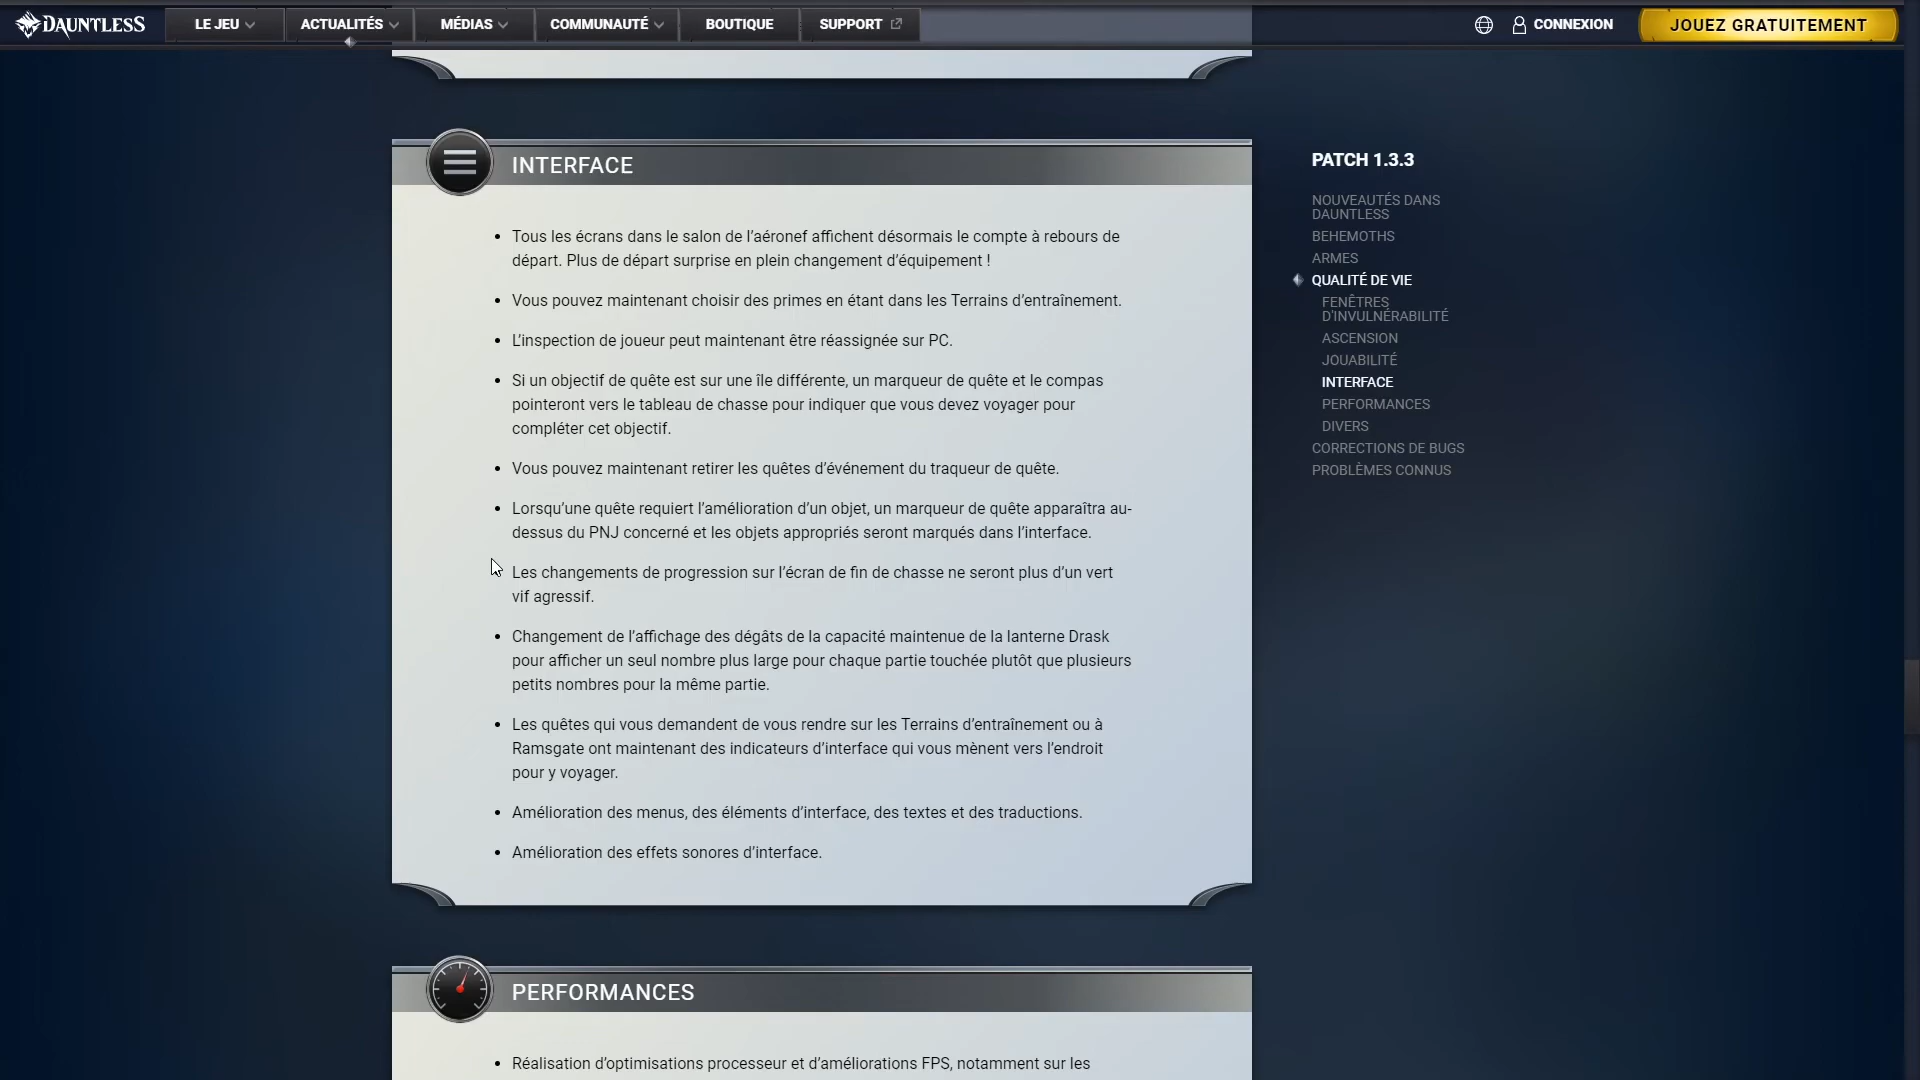 DAUNTLESS
LE JEU
ACTUALITÉS
MÉDIAS
COMMUNAUTÉ
BOUTIQUE
SUPPORT
CONNEXION
JOUEZ GRATUITEMENT
INTERFACE
Tous les écrans dans le salon de l’aéronef affichent désormais le compte à rebours de
départ. Plus de départ surprise en plein changement d’équipement !
Vous pouvez maintenant choisir des primes en étant dans les Terrains d’entraînement.
L’inspection de joueur peut maintenant être réassignée sur PC.
Si un objectif de quête est sur une île différente, un marqueur de quête et le compas
pointeront vers le tableau de chasse pour indiquer que vous devez voyager pour
compléter cet objectif.
Vous pouvez maintenant retirer les quêtes d’événement du traqueur de quête.
Lorsqu’une quête requiert l’amélioration d’un objet, un marqueur de quête apparaîtra au-
dessus du PNJ concerné et les objets appropriés seront marqués dans l’interface.
Les changements de progression sur l’écran de fin de chasse ne seront plus d’un vert
vif agressif.
Changement de l’affichage des dégâts de la capacité maintenue de la lanterne Drask
pour afficher un seul nombre plus large pour chaque partie touchée plutôt que plusieurs
petits nombres pour la même partie.
Les quêtes qui vous demandent de vous rendre sur les Terrains d’entraînement ou à
Ramsgate ont maintenant des indicateurs d’interface qui vous mènent vers l’endroit
pour y voyager.
Amélioration des menus, des éléments d’interface, des textes et des traductions.
Amélioration des effets sonores d’interface.
PERFORMANCES
Réalisation d’optimisations processeur et d’améliorations FPS, notamment sur les
PATCH 1.3.3
NOUVEAUTÉS DANS
DAUNTLESS
BEHEMOTHS
ARMES
QUALITÉ DE VIE
FENÊTRES
D'INVULNÉRABILITÉ
ASCENSION
JOUABILITÉ
INTERFACE
PERFORMANCES
DIVERS
CORRECTIONS DE BUGS
PROBLÈMES CONNUS